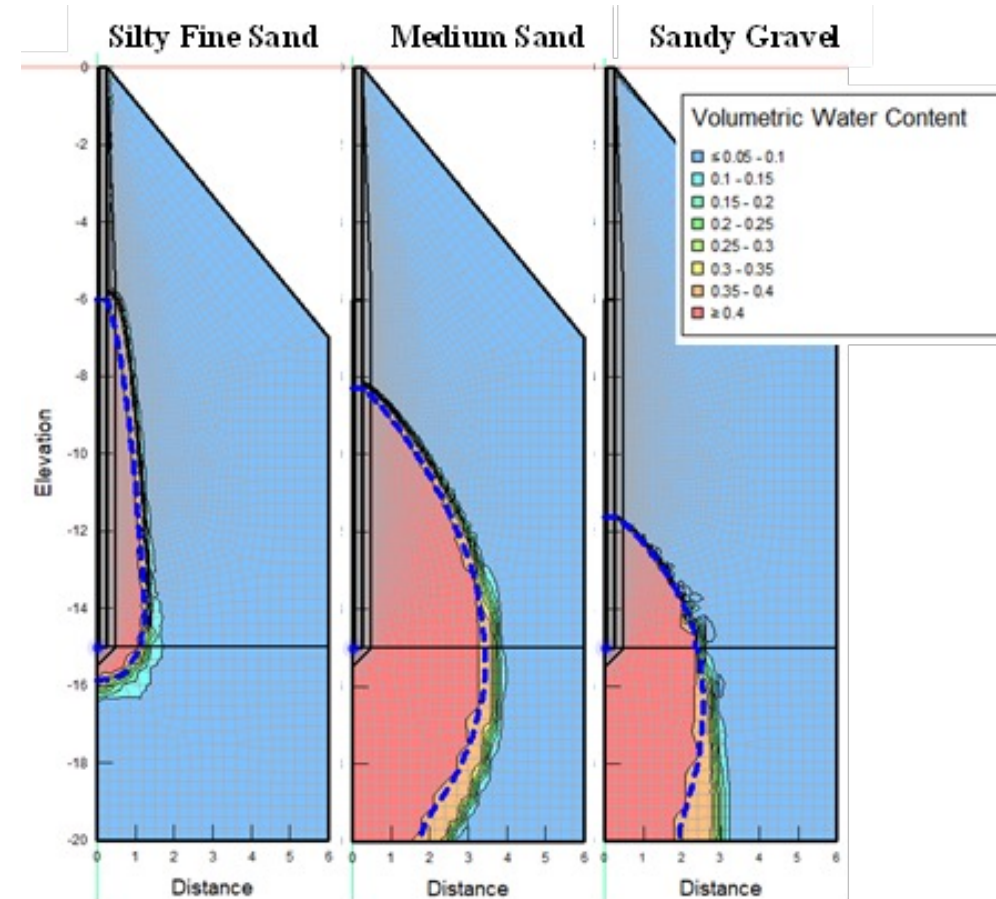 Silty Fine Sand Medium Sand Sandy Gravel
Volumetric Water Content
≤ 0.05 - 0.1
0.1 - 0.15
0.15 - 0.2
0.2 - 0.25
0.25 - 0.3
0.3 - 0.35
0.35 - 0.4
≥ 0.4
Elevation
0
-2
-4
-6
-8
-10
-12
-14
-16
-18
-20
0 1 2 3 4 5 6 0 1 2 3 4 5 6 0 1 2 3 4 5 6
Distance Distance Distance